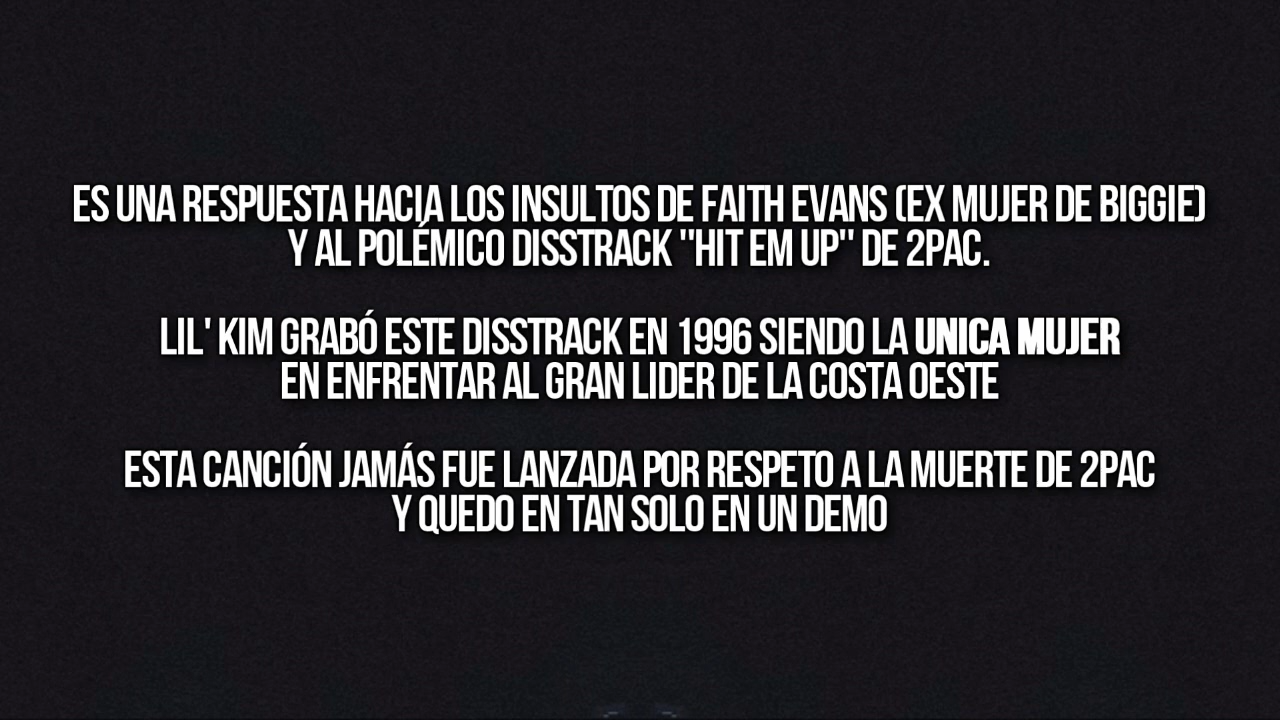 ES UNA RESPUESTA HACIA LOS INSULTOS DE FAITH EVANS (EX MUJER DE BIGGIE)
Y AL POLÉMICO DISSTRACK "HIT EM UP" DE 2PAC.
LIL' KIM GRABÓ ESTE DISSTRACK EN 1996 SIENDO LA UNICA MUJER
EN ENFRENTAR AL GRAN LIDER DE LA COSTA OESTE
ESTA CANCIÓN JAMÁS FUE LANZADA POR RESPETO A LA MUERTE DE 2PAC
Y QUEDO EN TAN SOLO EN UN DEMO